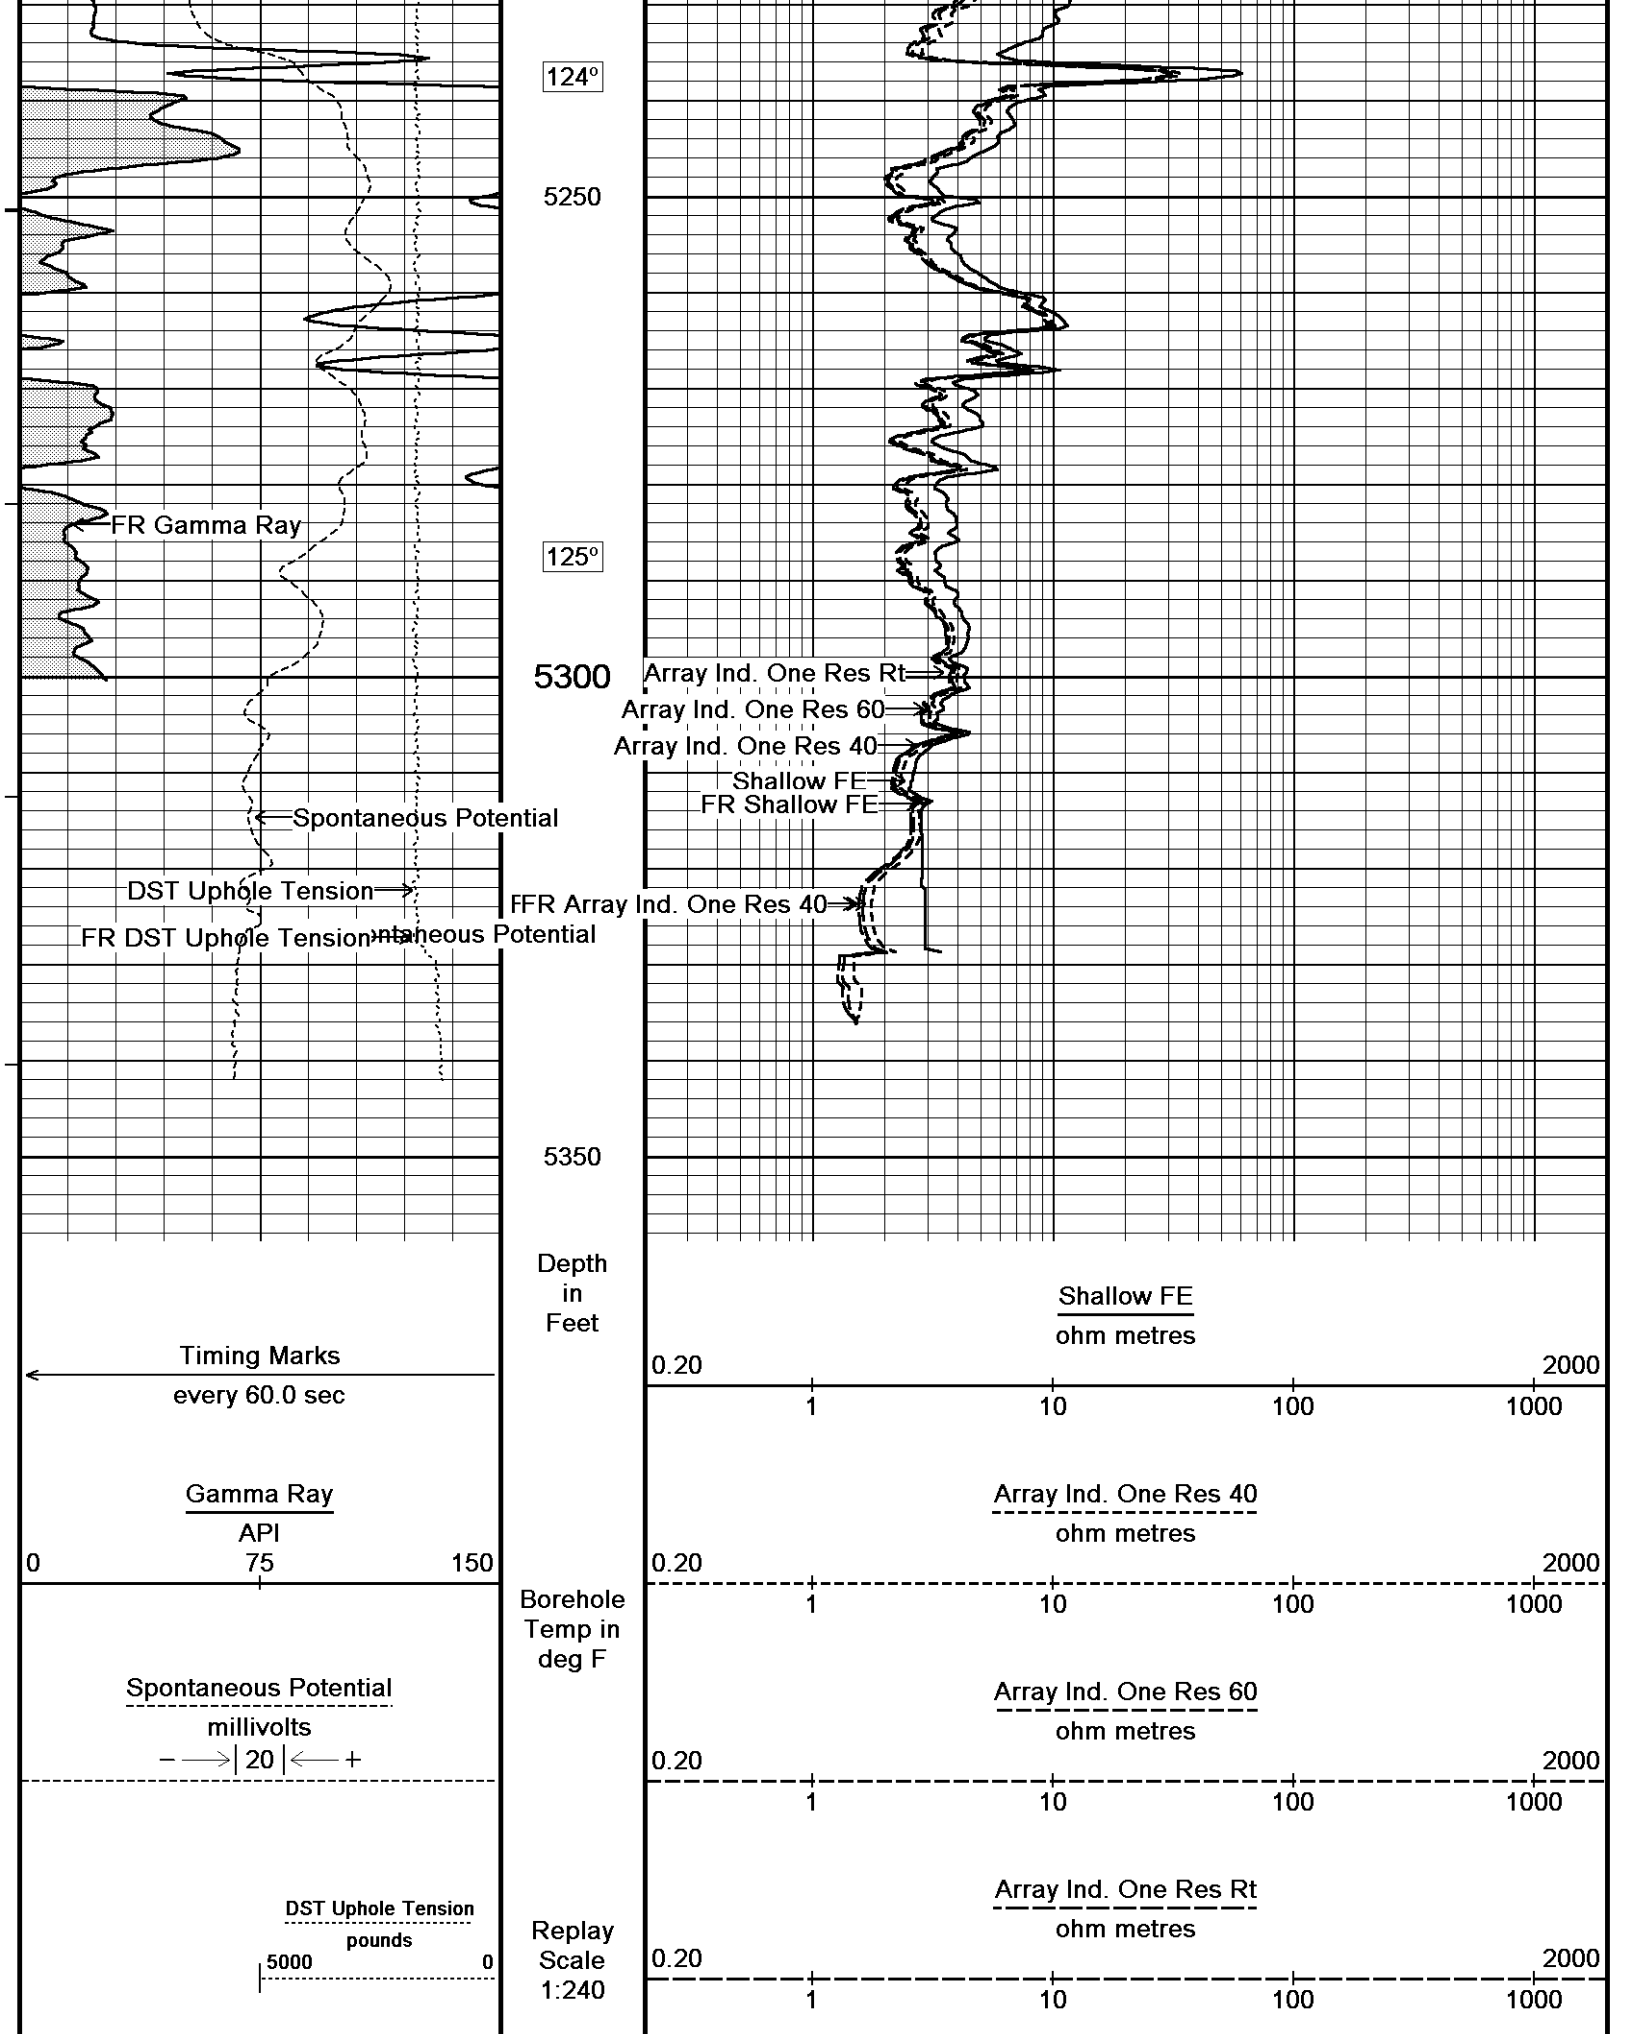 124º
5250
FR Gamma Ray
125º
5300
Array Ind. One Res Rt
Array Ind. One Res 60
Array Ind. One Res 40
Shallow FE
FR Shallow FE
Spontaneous Potential
DST Uphole Tension
FFR Array Ind. One Res 40
FR DST Uphole Tension
ntaneous Potential
5350
Depth
in
Feet
Shallow FE
ohm metres
0.20 2000
1 10 100 1000
Timing Marks
every 60.0 sec
Gamma Ray
API
0 75 150
Array Ind. One Res 40
ohm metres
0.20 2000
1 10 100 1000
Borehole
Temp in
deg F
Spontaneous Potential
millivolts
− 20 +
Array Ind. One Res 60
ohm metres
0.20 2000
1 10 100 1000
DST Uphole Tension
pounds
5000 0
Replay
Scale
1:240
Array Ind. One Res Rt
ohm metres
0.20 2000
1 10 100 1000